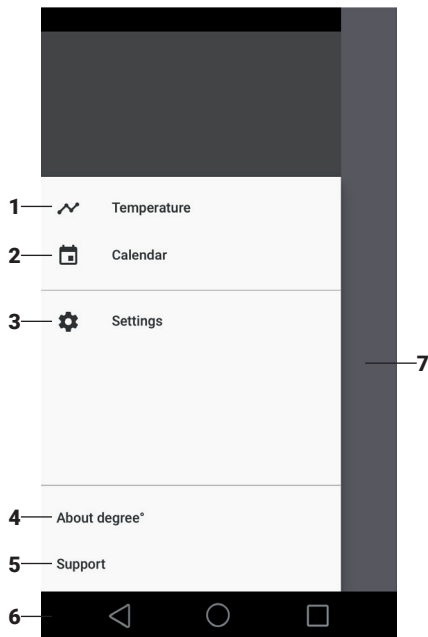 1 Temperature
2 Calendar
3 Settings
7
4 About degree°
5 Support
6